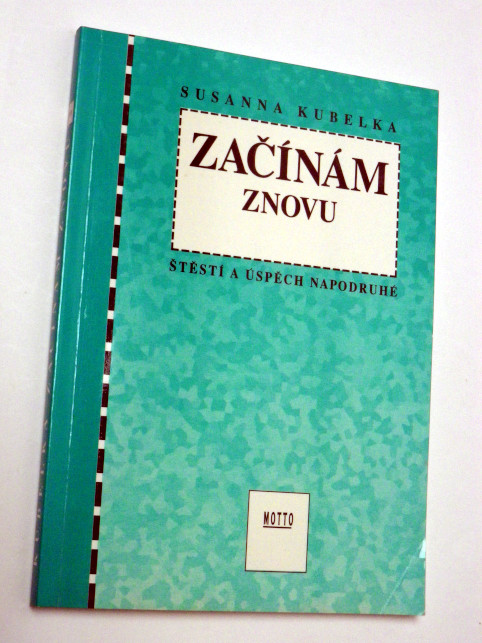 SUSANNA KUBELKA
ZAČÍNÁM
ZNOVU
ŠTĚSTÍ A ÚSPĚCH NAPODRUHÉ
MOTTO